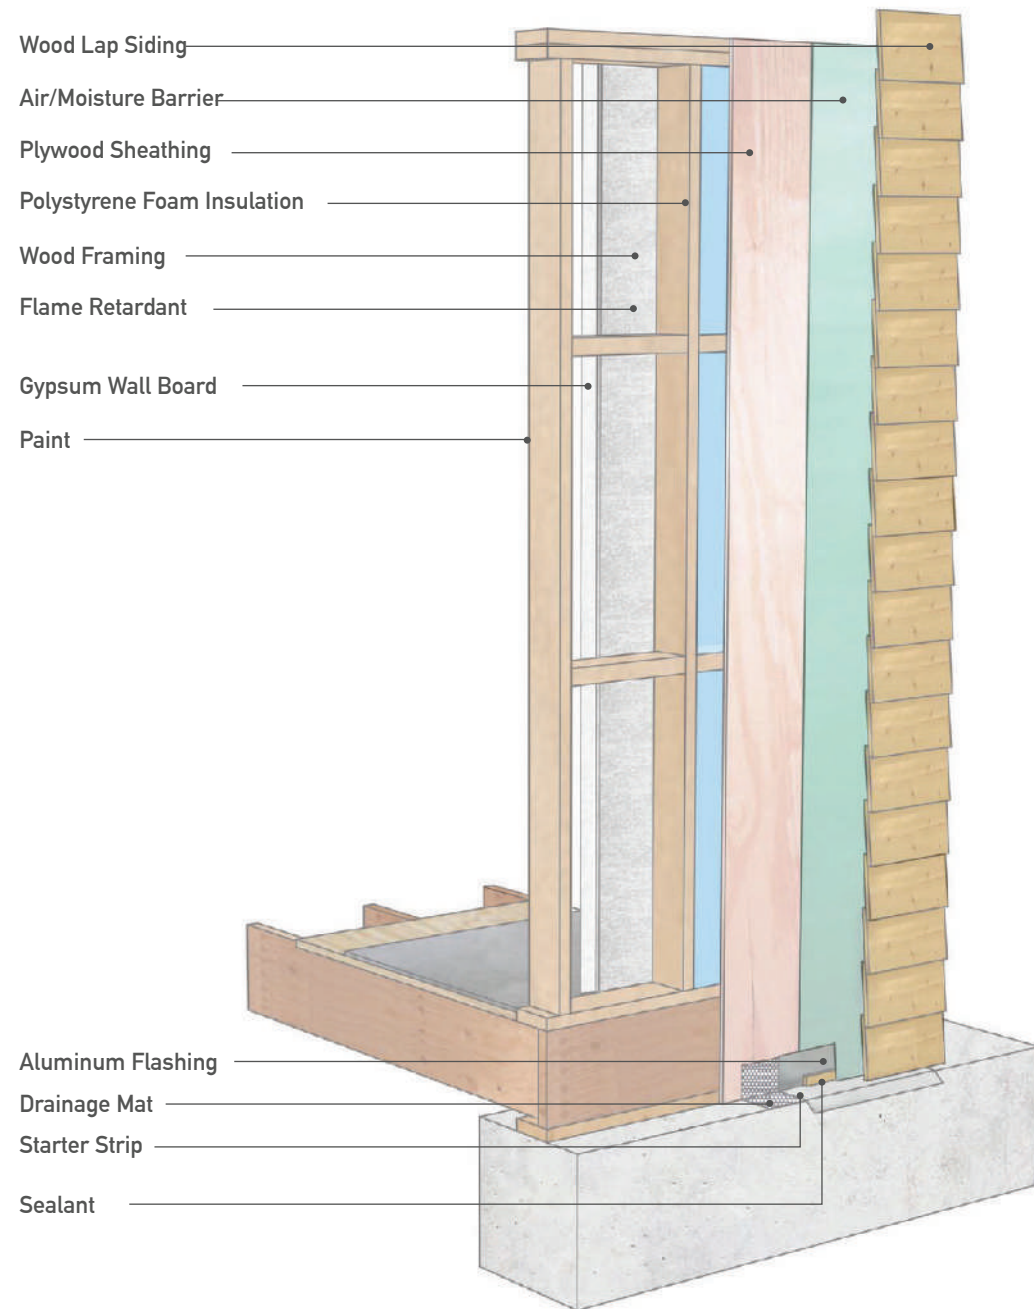 Wood Lap Siding
Air/Moisture Barrier
Plywood Sheathing
Polystyrene Foam Insulation
Wood Framing
Flame Retardant
Gypsum Wall Board
Paint
Aluminum Flashing
Drainage Mat
Starter Strip
Sealant